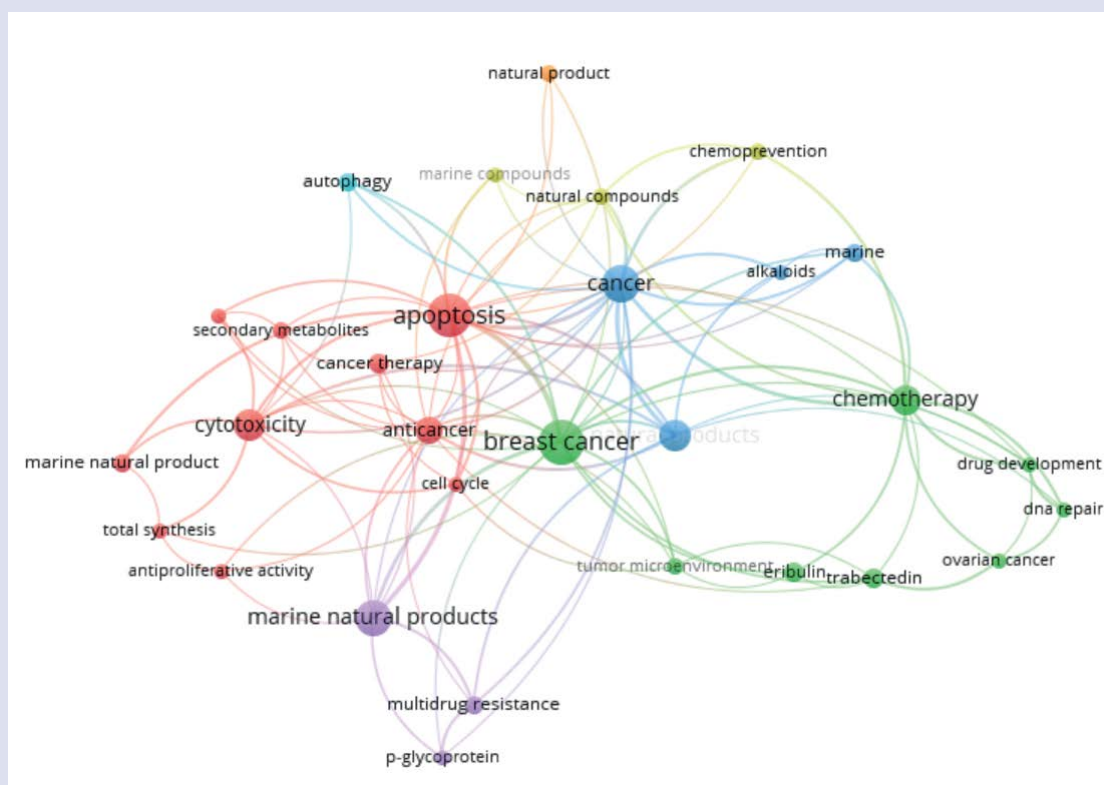 natural product
chemoprevention
marine compounds
autophagy
natural compounds
marine
alkaloids
cancer
apoptosis
secondary metabolites
cancer therapy
chemotherapy
cytotoxicity
anticancer
breast cancer
natural products
marine natural product
drug development
cell cycle
dna repair
total synthesis
ovarian cancer
tumor microenvironment
antiproliferative activity
eribulin
trabectedin
marine natural products
multidrug resistance
p-glycoprotein